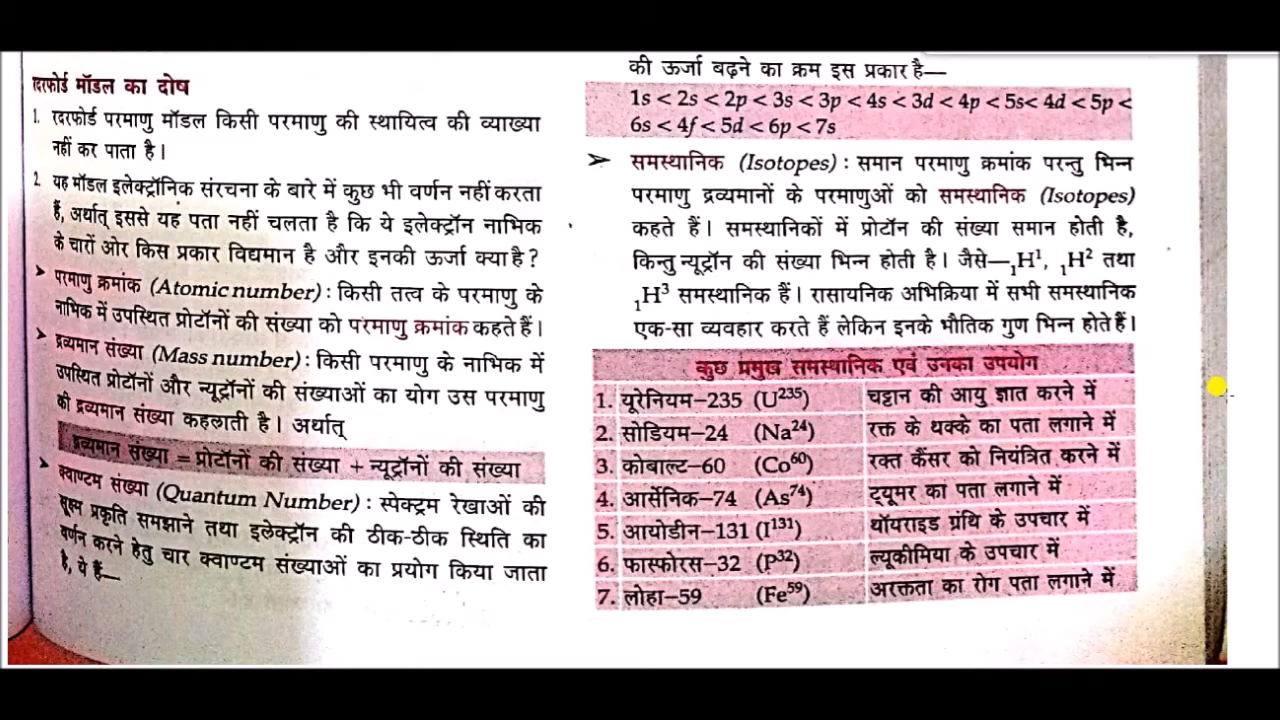 रदरफोर्ड मॉडल का दोष
1. रदरफोर्ड परमाणु मॉडल किसी परमाणु की स्थायित्व की व्याख्या
नहीं कर पाता है।
2. यह मॉडल इलेक्ट्रॉनिक संरचना के बारे में कुछ भी वर्णन नहीं करता
हैं, अर्थात् इससे यह पता नहीं चलता है कि ये इलेक्ट्रॉन नाभिक
के चारों ओर किस प्रकार विद्यमान है और इनकी ऊर्जा क्या है?
➤ परमाणु क्रमांक (Atomic number) : किसी तत्व के परमाणु के
नाभिक में उपस्थित प्रोटॉनों की संख्या को परमाणु क्रमांक कहते हैं।
➤ द्रव्यमान संख्या (Mass number) : किसी परमाणु के नाभिक में
उपस्थित प्रोटॉनों और न्यूट्रॉनों की संख्याओं का योग उस परमाणु
की द्रव्यमान संख्या कहलाती है। अर्थात्
द्रव्यमान संख्या = प्रोटॉनों की संख्या + न्यूट्रॉनों की संख्या
➤ क्वाण्टम संख्या (Quantum Number) : स्पेक्ट्रम रेखाओं की
सूक्ष्म प्रकृति समझाने तथा इलेक्ट्रॉन की ठीक-ठीक स्थिति का
वर्णन करने हेतु चार क्वाण्टम संख्याओं का प्रयोग किया जाता
है, ये हैं—
की ऊर्जा बढ़ने का क्रम इस प्रकार है—
1s < 2s < 2p < 3s < 3p < 4s < 3d < 4p < 5s < 4d < 5p <
6s < 4f < 5d < 6p < 7s
➤ समस्थानिक (Isotopes) : समान परमाणु क्रमांक परन्तु भिन्न
परमाणु द्रव्यमानों के परमाणुओं को समस्थानिक (Isotopes)
कहते हैं। समस्थानिकों में प्रोटॉन की संख्या समान होती है,
किन्तु न्यूट्रॉन की संख्या भिन्न होती है। जैसे—₁H¹, ₁H² तथा
₁H³ समस्थानिक हैं। रासायनिक अभिक्रिया में सभी समस्थानिक
एक-सा व्यवहार करते हैं लेकिन इनके भौतिक गुण भिन्न होते हैं।
कुछ प्रमुख समस्थानिक एवं उनका उपयोग
1. यूरेनियम–235 (U²³⁵) चट्टान की आयु ज्ञात करने में
2. सोडियम–24 (Na²⁴) रक्त के थक्के का पता लगाने में
3. कोबाल्ट–60 (Co⁶⁰) रक्त कैंसर को नियंत्रित करने में
4. आर्सेनिक–74 (As⁷⁴) ट्यूमर का पता लगाने में
5. आयोडीन–131 (I¹³¹) थॉयराइड ग्रंथि के उपचार में
6. फास्फोरस–32 (P³²) ल्यूकीमिया के उपचार में
7. लोहा–59 (Fe⁵⁹) अरक्तता का रोग पता लगाने में